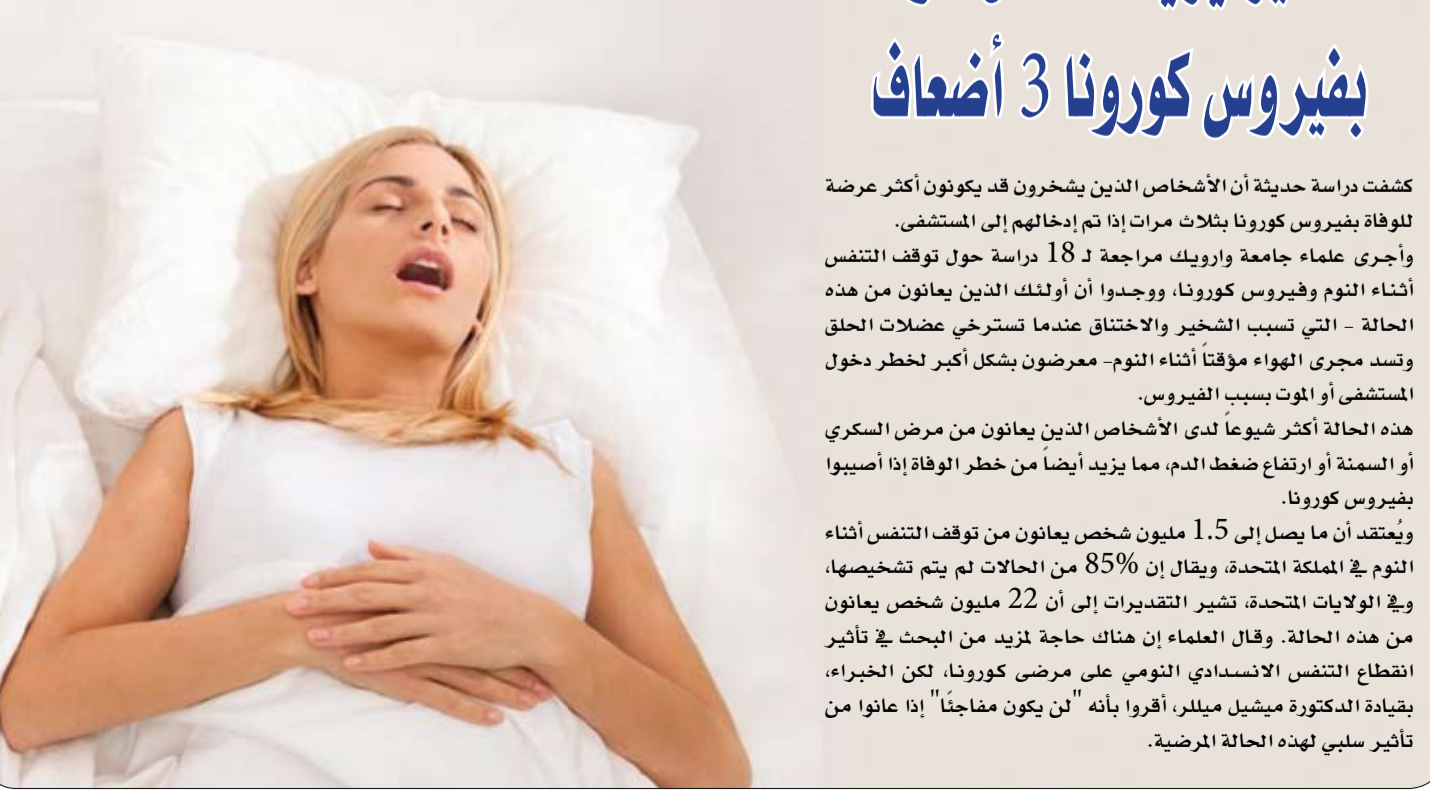 بفيروس كورونا 3 أضعاف
كشفت دراسة حديثة أن الأشخاص الذين يشخرون قد يكونون أكثر عرضة
للوفاة بفيروس كورونا بثلاث مرات إذا تم إدخالهم إلى المستشفى.
وأجرى علماء جامعة وارويك مراجعة لـ 18 دراسة حول توقف التنفس
أثناء النوم وفيروس كورونا، ووجدوا أن أولئك الذين يعانون من هذه
الحالة - التي تسبب الشخير والاختناق عندما تسترخي عضلات الحلق
وتسد مجرى الهواء مؤقتاً أثناء النوم- معرضون بشكل أكبر لخطر دخول
المستشفى أو الموت بسبب الفيروس.
هذه الحالة أكثر شيوعاً لدى الأشخاص الذين يعانون من مرض السكري
أو السمنة أو ارتفاع ضغط الدم، مما يزيد أيضاً من خطر الوفاة إذا أصيبوا
بفيروس كورونا.
ويُعتقد أن ما يصل إلى 1.5 مليون شخص يعانون من توقف التنفس أثناء
النوم في المملكة المتحدة، ويقال إن 85% من الحالات لم يتم تشخيصها،
وفي الولايات المتحدة، تشير التقديرات إلى أن 22 مليون شخص يعانون
من هذه الحالة. وقال العلماء إن هناك حاجة لمزيد من البحث في تأثير
انقطاع التنفس الانسدادي النومي على مرضى كورونا، لكن الخبراء،
بقيادة الدكتورة ميشيل ميللر، أقروا بأنه "لن يكون مفاجئًا" إذا عانوا من
تأثير سلبي لهذه الحالة المرضية.